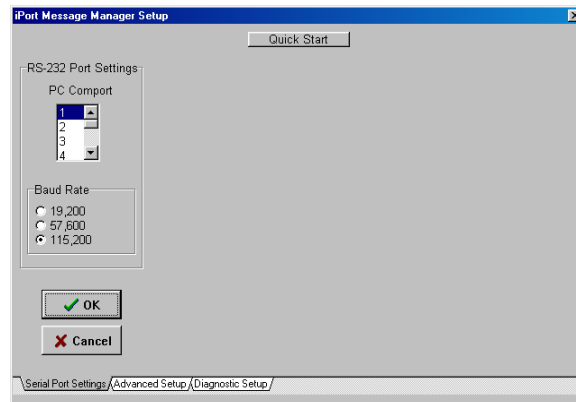 iPort Message Manager Setup
Quick Start
RS-232 Port Settings
PC Comport
1
2
3
4
Baud Rate
19,200
57,600
115,200
OK
Cancel
Serial Port Settings Advanced Setup Diagnostic Setup